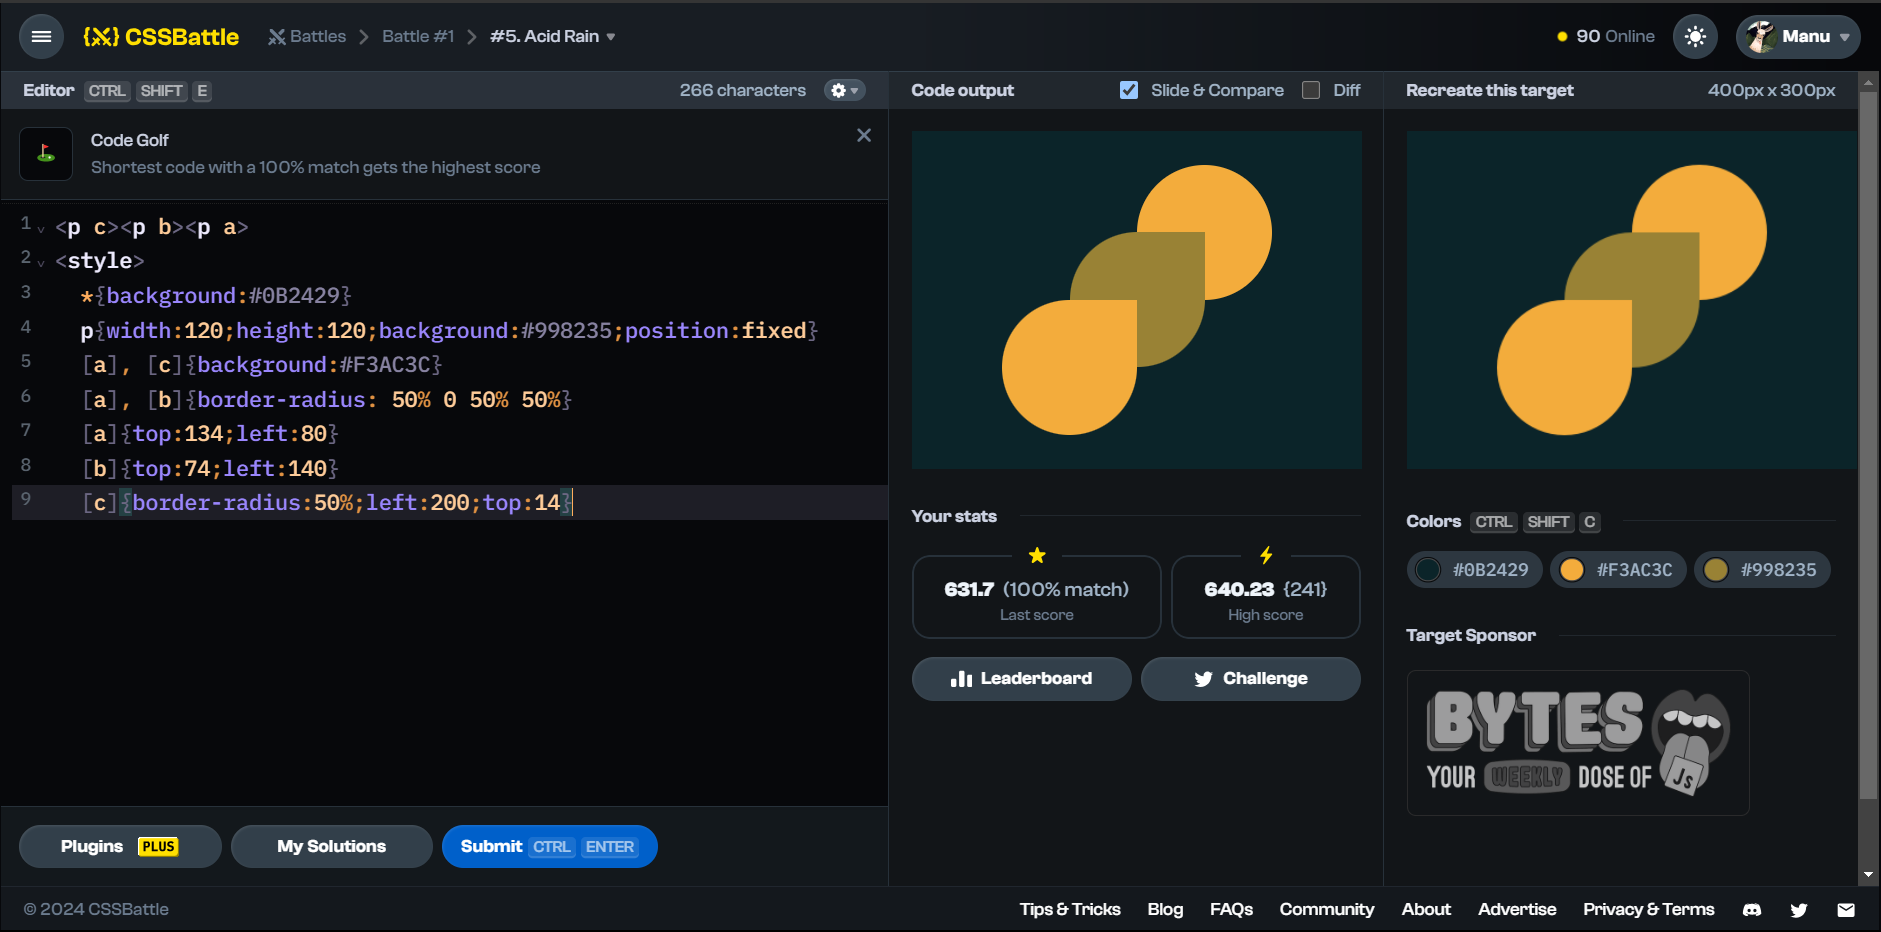 CSSBattle
Battles
Battle #1
#5. Acid Rain
90 Online
Manu
Editor CTRL SHIFT E
266 characters
Code output
Slide & Compare
Diff
Recreate this target
400px x 300px
Code Golf
Shortest code with a 100% match gets the highest score
1 <p c><p b><p a>
2 <style>
3 *{background:#0B2429}
4 p{width:120;height:120;background:#998235;position:fixed}
5 [a], [c]{background:#F3AC3C}
6 [a], [b]{border-radius: 50% 0 50% 50%}
7 [a]{top:134;left:80}
8 [b]{top:74;left:140}
9 [c]{border-radius:50%;left:200;top:14}
Your stats
631.7 (100% match)
Last score
640.23 {241}
High score
Leaderboard
Challenge
Colors CTRL SHIFT C
#0B2429
#F3AC3C
#998235
Target Sponsor
BYTES
YOUR WEEKLY DOSE OF JS
Plugins PLUS
My Solutions
Submit CTRL ENTER
© 2024 CSSBattle
Tips & Tricks
Blog
FAQs
Community
About
Advertise
Privacy & Terms